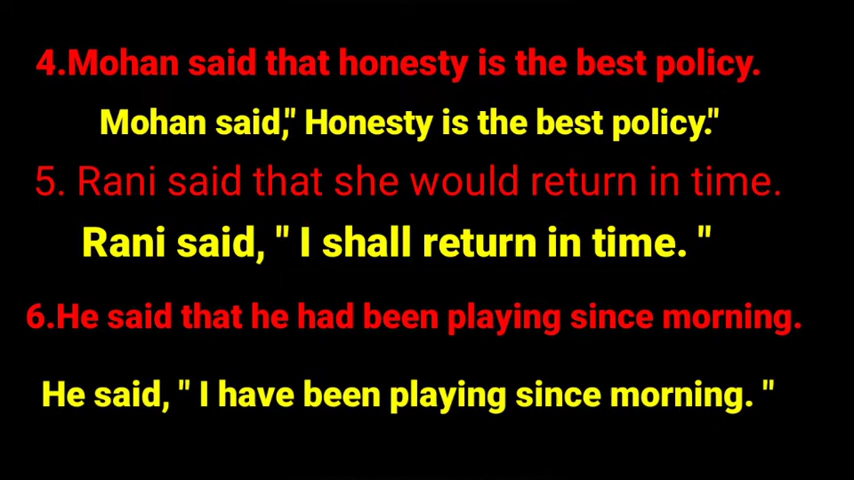 4.Mohan said that honesty is the best policy.
Mohan said," Honesty is the best policy."
5. Rani said that she would return in time.
Rani said, " I shall return in time. "
6.He said that he had been playing since morning.
He said, " I have been playing since morning. "